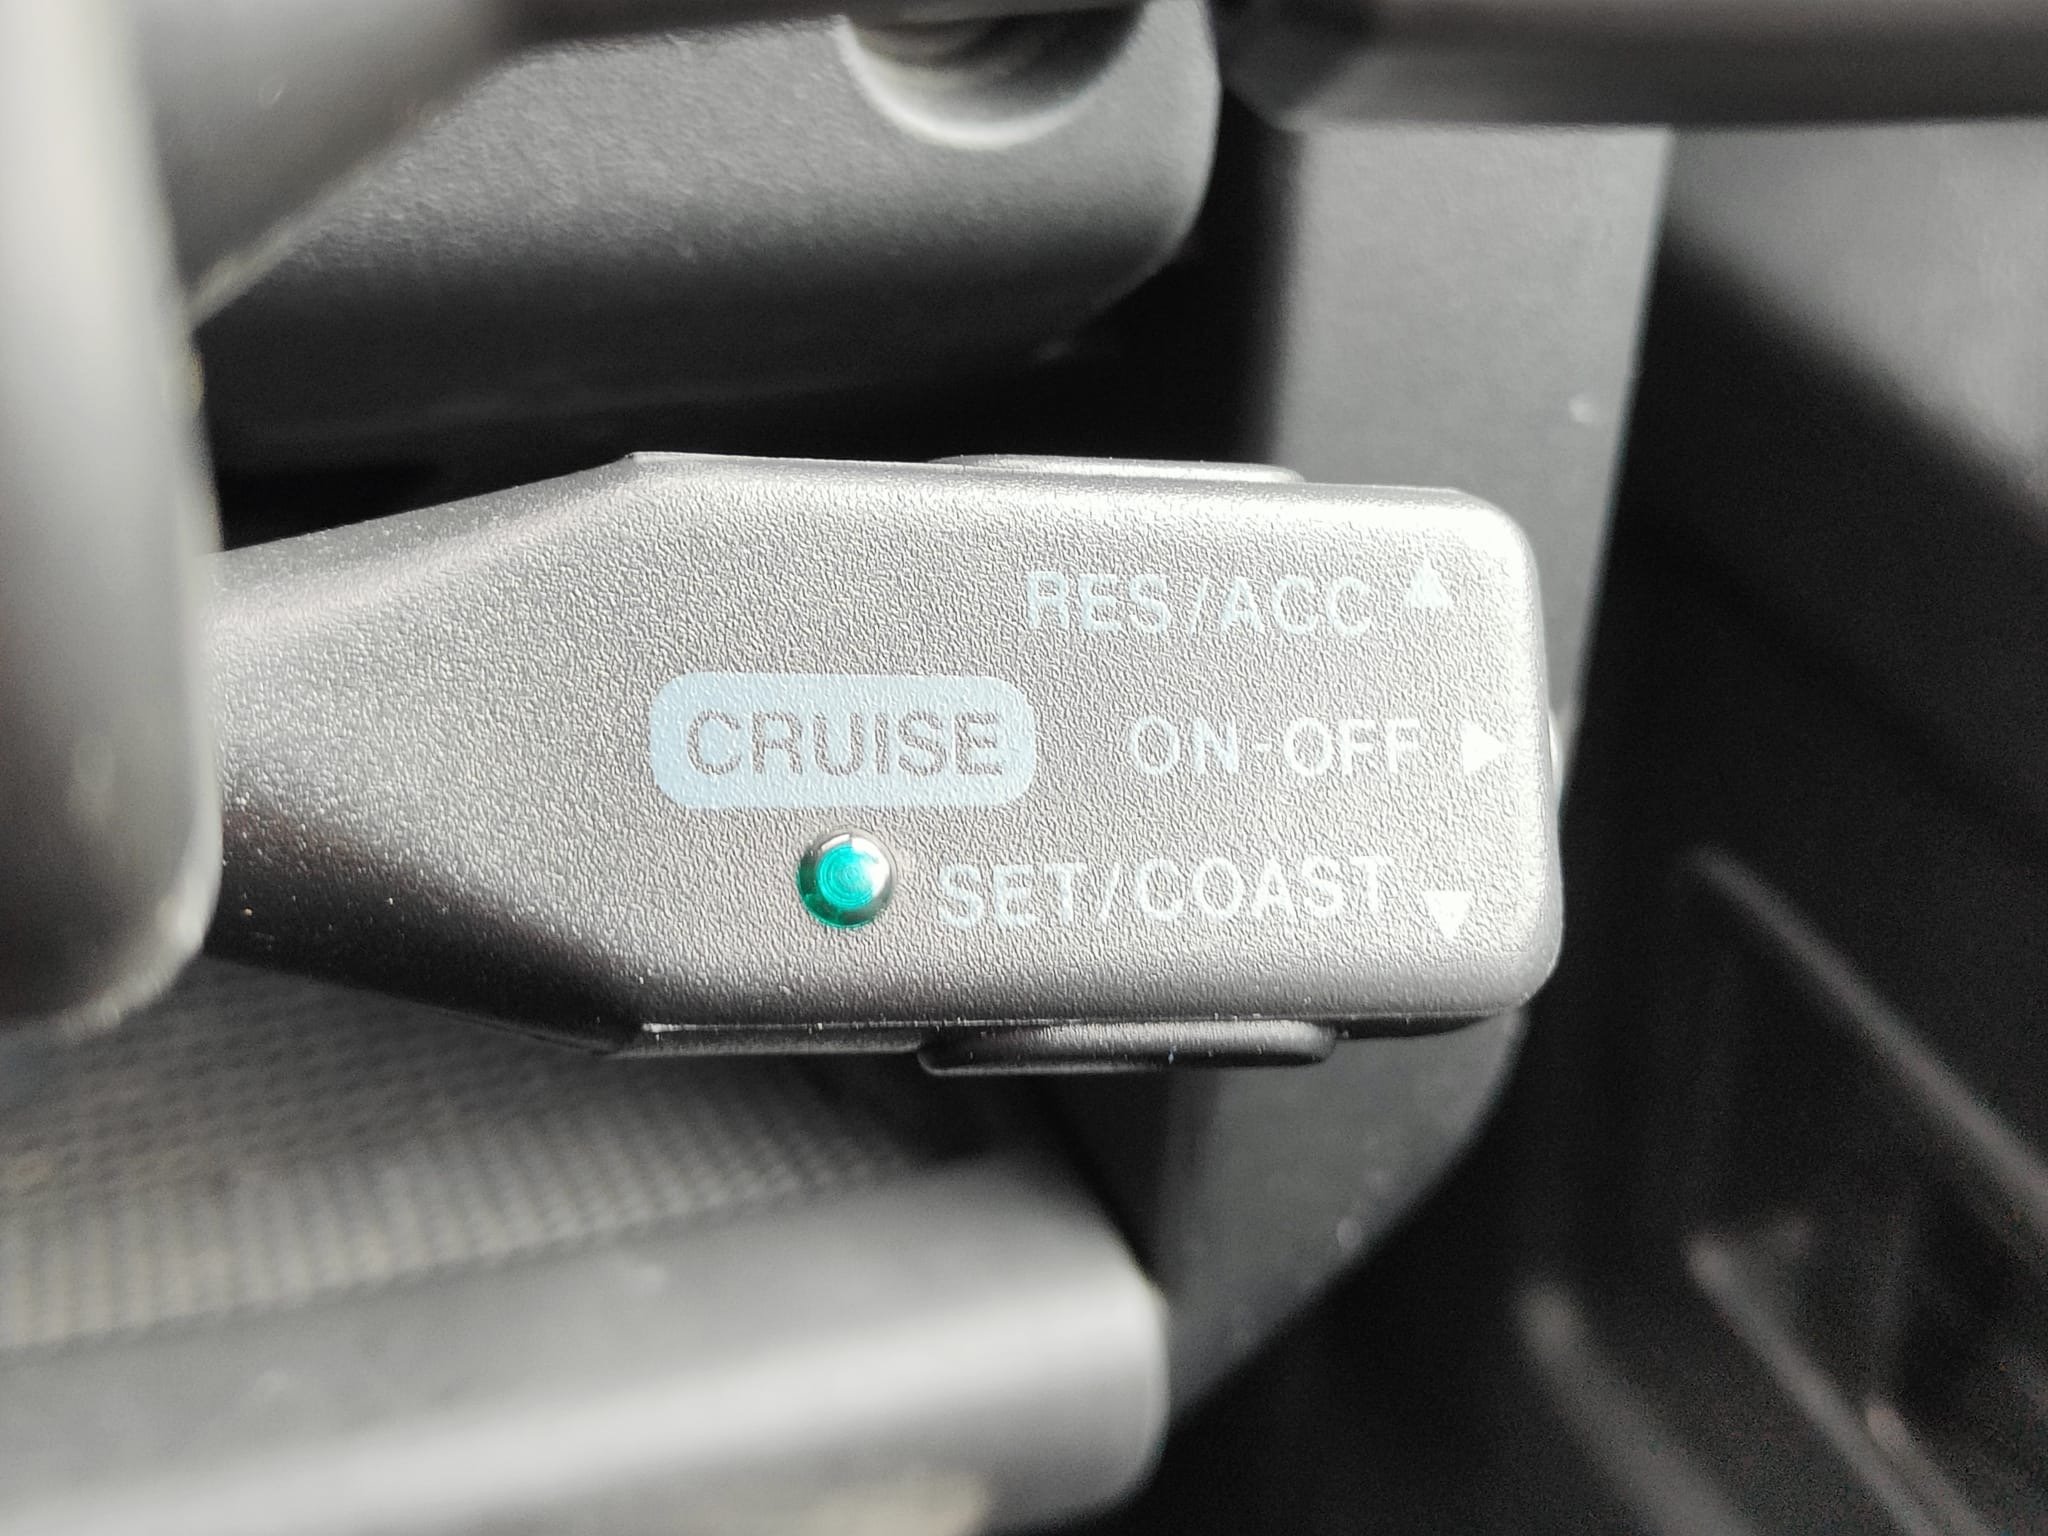 RES/ACC ▲
CRUISE ON-OFF ▶
SET/COAST ▼